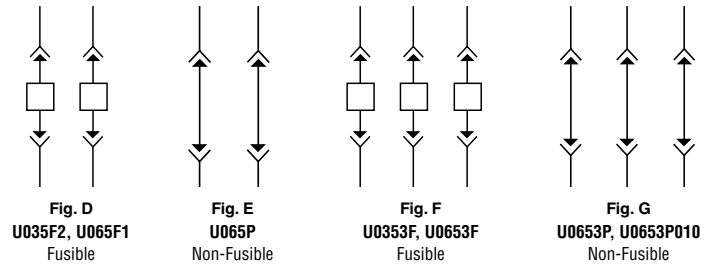 Fig. D
U035F2, U065F1
Fusible
Fig. E
U065P
Non-Fusible
Fig. F
U0353F, U0653F
Fusible
Fig. G
U0653P, U0653P010
Non-Fusible